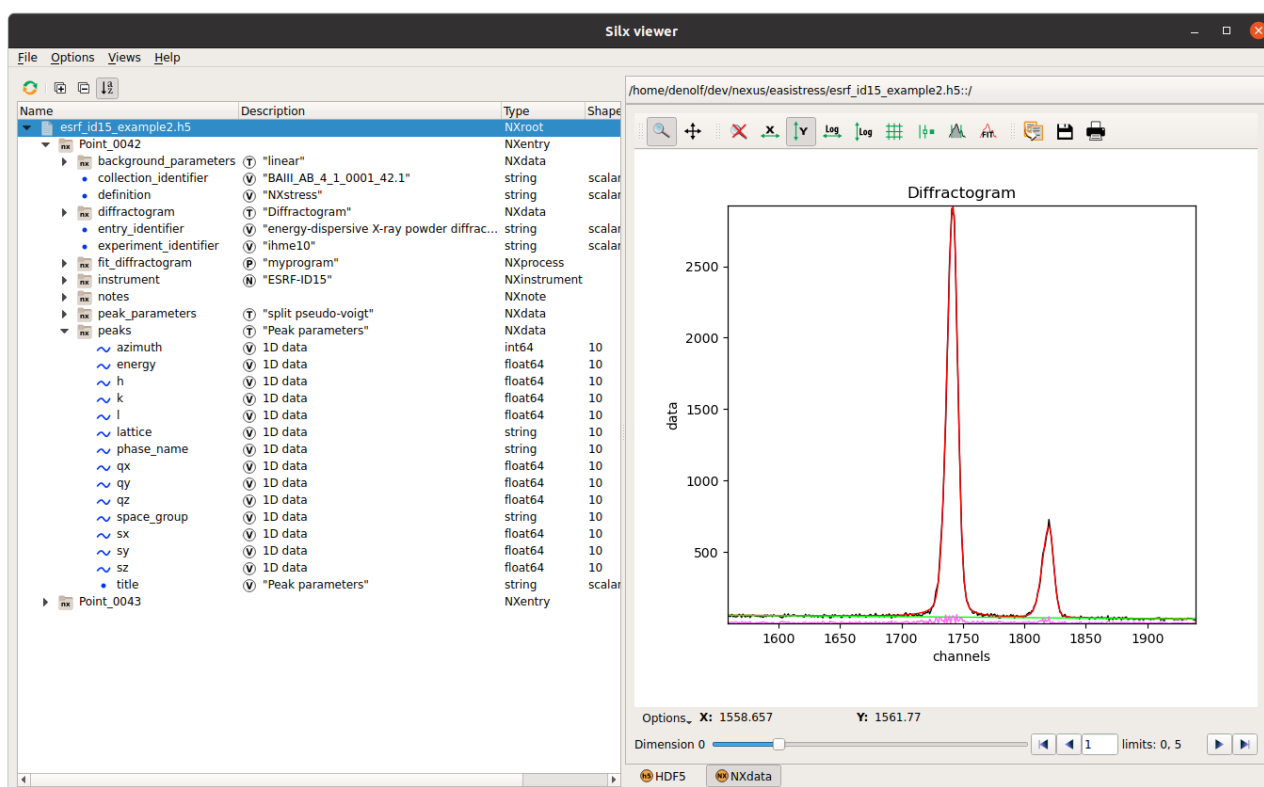 Silx viewer
File Options Views Help
Name Description Type Shape
esrf_id15_example2.h5 NXroot
Point_0042 NXentry
background_parameters "linear" NXdata
collection_identifier "BAIII_AB_4_1_0001_42.1" string scalar
definition "NXstress" string scalar
diffractogram "Diffractogram" NXdata
entry_identifier "energy-dispersive X-ray powder diffrac... string scalar
experiment_identifier "ihme10" string scalar
fit_diffractogram "myprogram" NXprocess
instrument "ESRF-ID15" NXinstrument
notes NXnote
peak_parameters "split pseudo-voigt" NXdata
peaks "Peak parameters" NXdata
azimuth 1D data int64 10
energy 1D data float64 10
h 1D data float64 10
k 1D data float64 10
l 1D data float64 10
lattice 1D data string 10
phase_name 1D data string 10
qx 1D data float64 10
qy 1D data float64 10
qz 1D data float64 10
space_group 1D data string 10
sx 1D data float64 10
sy 1D data float64 10
sz 1D data float64 10
title "Peak parameters" string scalar
Point_0043 NXentry
/home/denolf/dev/nexus/easistress/esrf_id15_example2.h5::/
X Y Log Log FIT
Diffractogram
2500
2000
1500
1000
500
data
1600 1650 1700 1750 1800 1850 1900
channels
Options X: 1558.657 Y: 1561.77
Dimension 0 1 limits: 0, 5
HDF5 NXdata